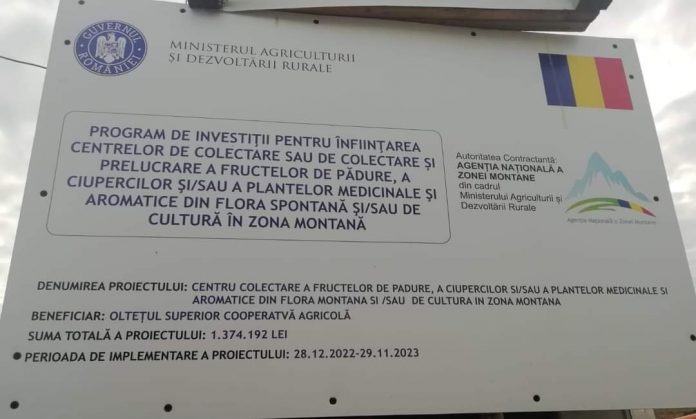 GUVERNUL ROMÂNIEI
MINISTERUL AGRICULTURII
ȘI DEZVOLTĂRII RURALE
PROGRAM DE INVESTIȚII PENTRU ÎNFIINȚAREA
CENTRELOR DE COLECTARE SAU DE COLECTARE ȘI
PRELUCRARE A FRUCTELOR DE PĂDURE, A
CIUPERCILOR ȘI/SAU A PLANTELOR MEDICINALE ȘI
AROMATICE DIN FLORA SPONTANĂ ȘI/SAU DE
CULTURĂ ÎN ZONA MONTANĂ
Autoritatea Contractantă:
AGENȚIA NAȚIONALĂ A
ZONEI MONTANE
din cadrul
Ministerului Agriculturii și
Dezvoltării Rurale
Agenția Națională a Zonei Montane
DENUMIREA PROIECTULUI: CENTRU COLECTARE A FRUCTELOR DE PADURE, A CIUPERCILOR SI/SAU A PLANTELOR MEDICINALE SI
AROMATICE DIN FLORA MONTANA SI /SAU DE CULTURA IN ZONA MONTANA
BENEFICIAR: OLTEȚUL SUPERIOR COOPERATVĂ AGRICOLĂ
SUMA TOTALĂ A PROIECTULUI: 1.374.192 LEI
PERIOADA DE IMPLEMENTARE A PROIECTULUI: 28.12.2022-29.11.2023